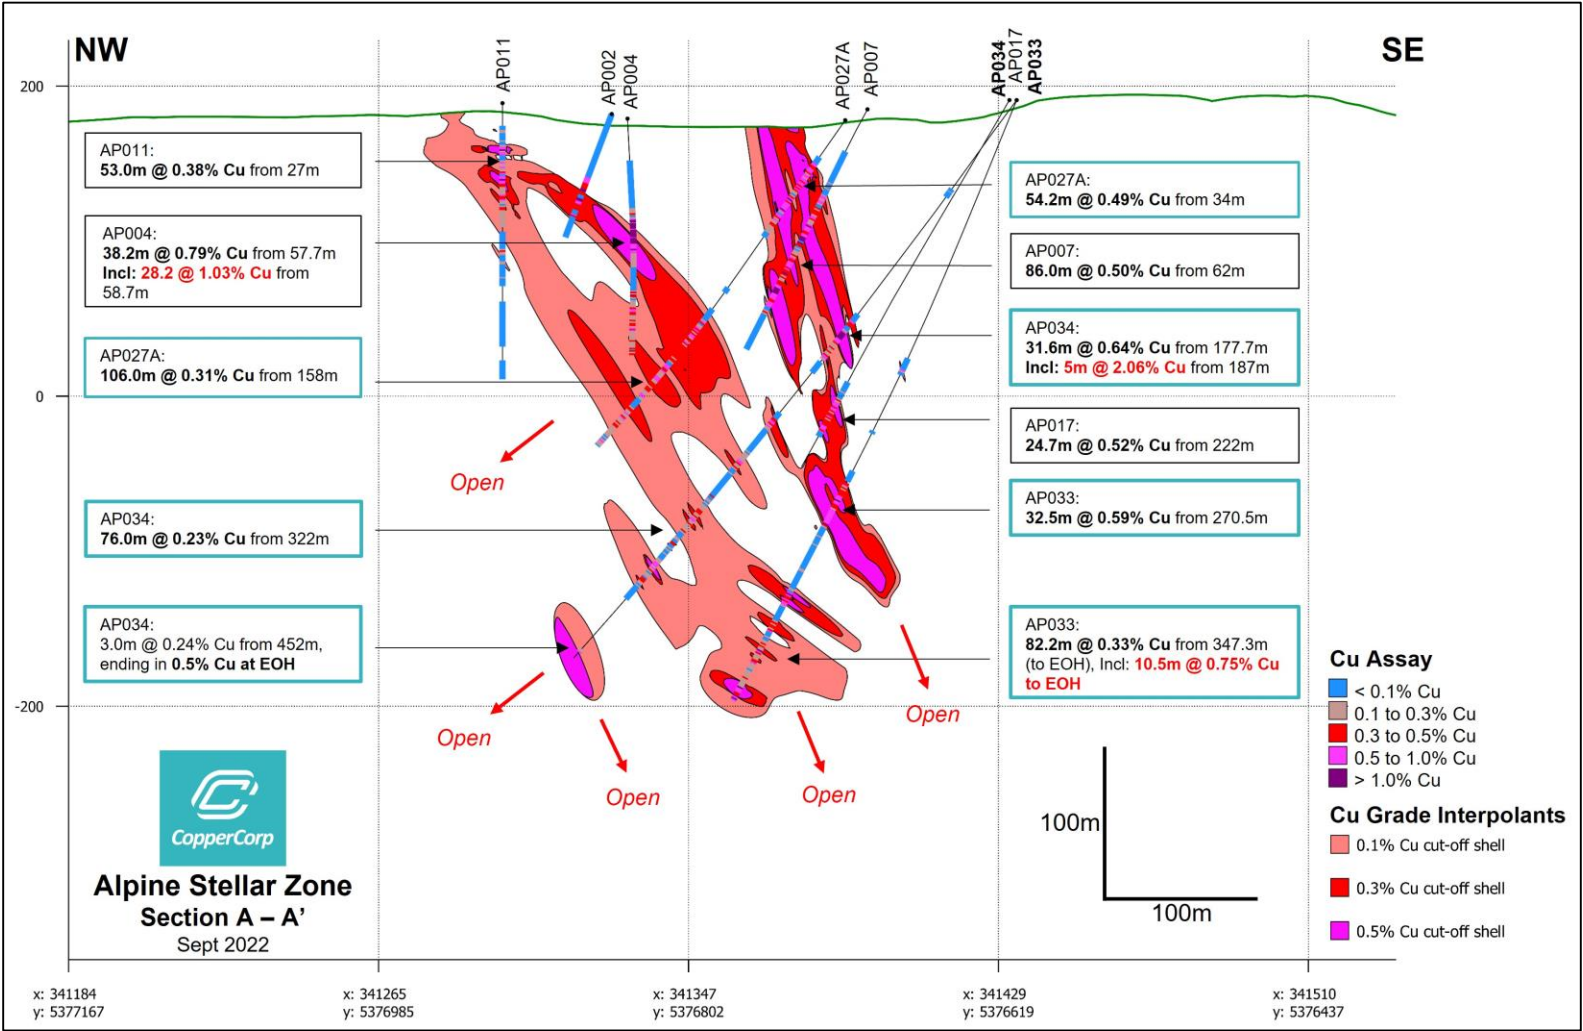 NW
SE
AP011
AP002
AP004
AP027A
AP007
AP034
AP017
AP033
200
0
-200
AP011:
53.0m @ 0.38% Cu from 27m
AP004:
38.2m @ 0.79% Cu from 57.7m
Incl: 28.2 @ 1.03% Cu from
58.7m
AP027A:
106.0m @ 0.31% Cu from 158m
AP034:
76.0m @ 0.23% Cu from 322m
AP034:
3.0m @ 0.24% Cu from 452m,
ending in 0.5% Cu at EOH
AP027A:
54.2m @ 0.49% Cu from 34m
AP007:
86.0m @ 0.50% Cu from 62m
AP034:
31.6m @ 0.64% Cu from 177.7m
Incl: 5m @ 2.06% Cu from 187m
AP017:
24.7m @ 0.52% Cu from 222m
AP033:
32.5m @ 0.59% Cu from 270.5m
AP033:
82.2m @ 0.33% Cu from 347.3m
(to EOH), Incl: 10.5m @ 0.75% Cu
to EOH
Open
Open
Open
Open
Open
CopperCorp
Alpine Stellar Zone
Section A – A’
Sept 2022
100m
100m
Cu Assay
< 0.1% Cu
0.1 to 0.3% Cu
0.3 to 0.5% Cu
0.5 to 1.0% Cu
> 1.0% Cu
Cu Grade Interpolants
0.1% Cu cut-off shell
0.3% Cu cut-off shell
0.5% Cu cut-off shell
x: 341184
y: 5377167
x: 341265
y: 5376985
x: 341347
y: 5376802
x: 341429
y: 5376619
x: 341510
y: 5376437